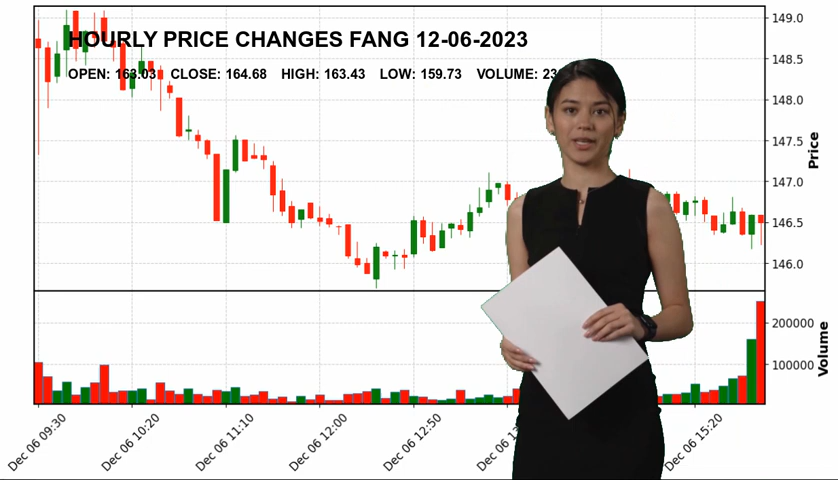 HOURLY PRICE CHANGES FANG 12-06-2023
OPEN: 163.03 CLOSE: 164.68 HIGH: 163.43 LOW: 159.73 VOLUME: 23
149.0
148.5
148.0
147.5
147.0
146.5
146.0
Price
200000
100000
Volume
Dec 06 09:30
Dec 06 10:20
Dec 06 11:10
Dec 06 12:00
Dec 06 12:50
Dec 06
Dec 06 15:20